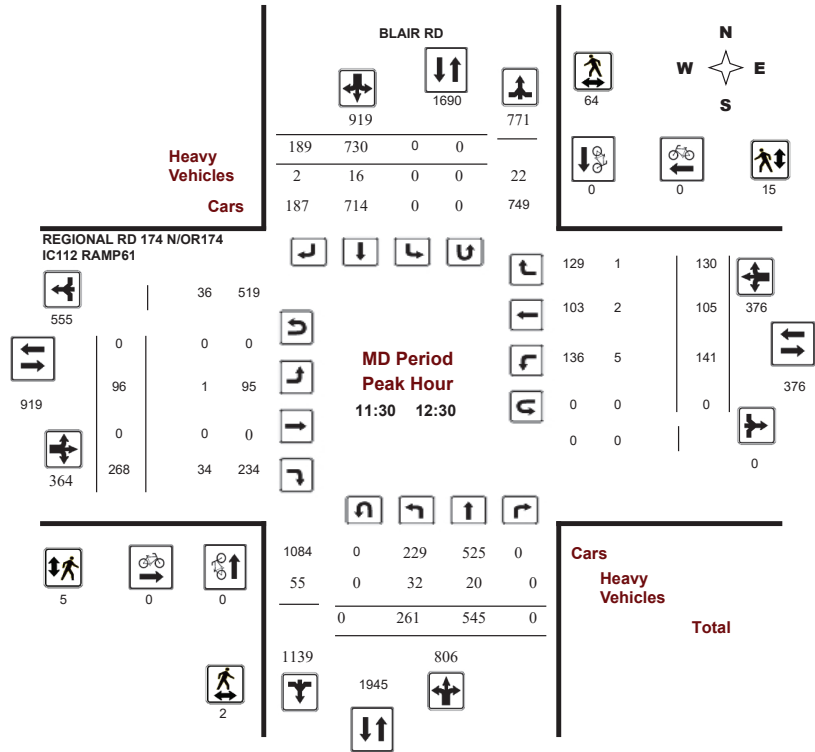 BLAIR RD
N
W E
S
1690
64
919 771
189 730 0 0
Heavy
Vehicles
2 16 0 0 22
Cars
187 714 0 0 749
0 0 15
REGIONAL RD 174 N/OR174
IC112 RAMP61
36 519
555
129 1 130
376
0 0 0
103 2 105
96 1 95
136 5 141
919
376
0 0 0
0 0 0
268 34 234
364
0 0
0
MD Period
Peak Hour
11:30 12:30
1084 0 229 525 0
Cars
55 0 32 20 0
Heavy
Vehicles
5 0 0
0 261 545 0
Total
1139 806
1945
2